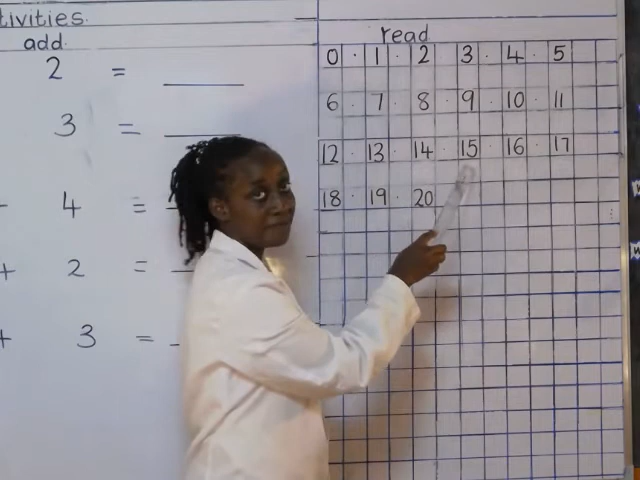 tivities
add
2 =
3 =
4 =
+ 2 =
+ 3 =
read
0 · 1 · 2 · 3 · 4 · 5
6 · 7 · 8 · 9 · 10 · 11
12 · 13 · 14 · 15 · 16 · 17
18 · 19 · 20